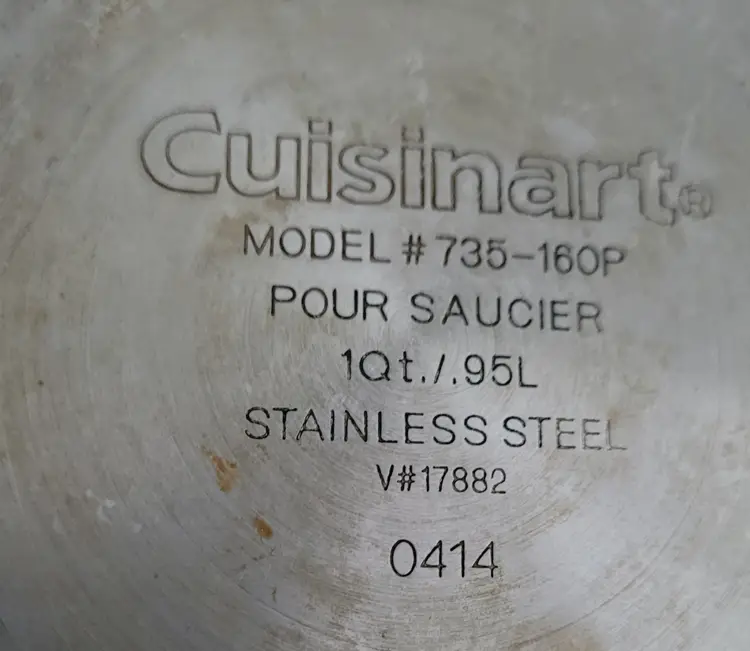 Cuisinart®
MODEL # 735-160P
POUR SAUCIER
1Qt./.95L
STAINLESS STEEL
V#17882
0414